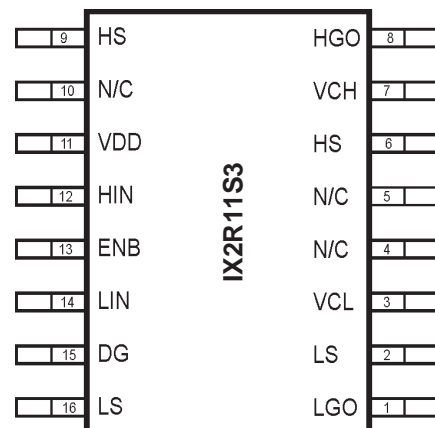 9 HS HGO 8
10 N/C VCH 7
11 VDD HS 6
12 HIN N/C 5
13 ENB N/C 4
14 LIN VCL 3
15 DG LS 2
16 LS LGO 1
IX2R11S3